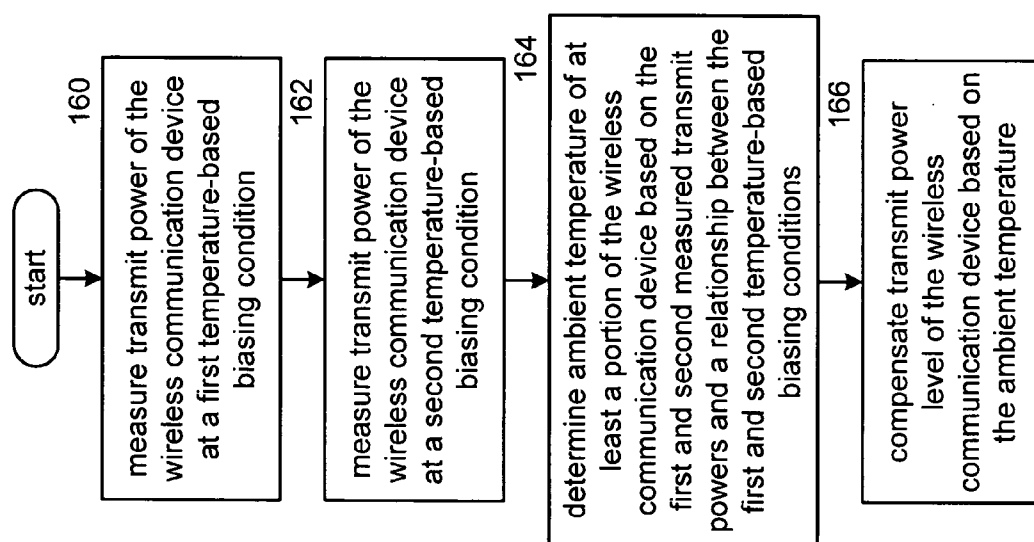 start
160
measure transmit power of the
wireless communication device
at a first temperature-based
biasing condition
162
measure transmit power of the
wireless communication device
at a second temperature-based
biasing condition
164
determine ambient temperature of at
least a portion of the wireless
communication device based on the
first and second measured transmit
powers and a relationship between the
first and second temperature-based
biasing conditions
166
compensate transmit power
level of the wireless
communication device based on
the ambient temperature